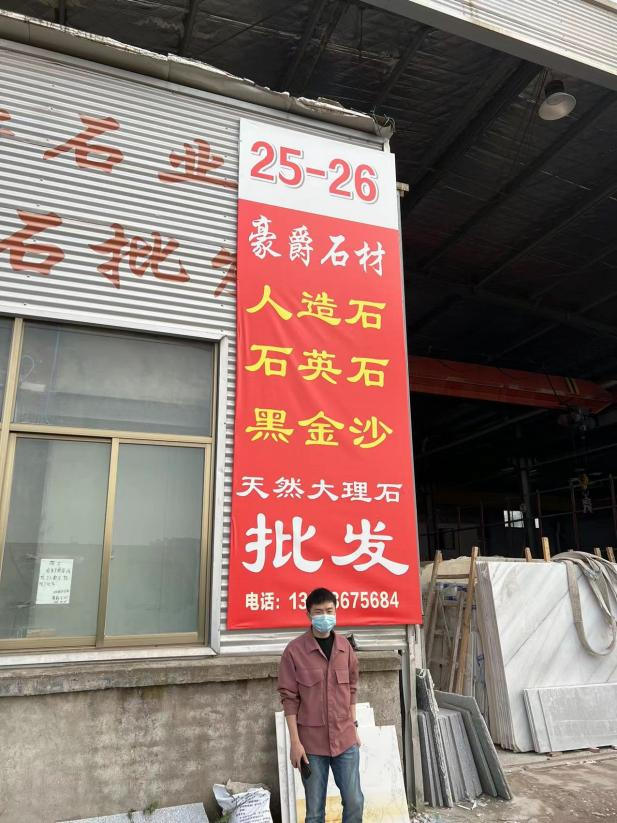 石业
石批发
25-26
豪爵石材
人造石
石英石
黑金沙
天然大理石
批发
电话：13 3675684